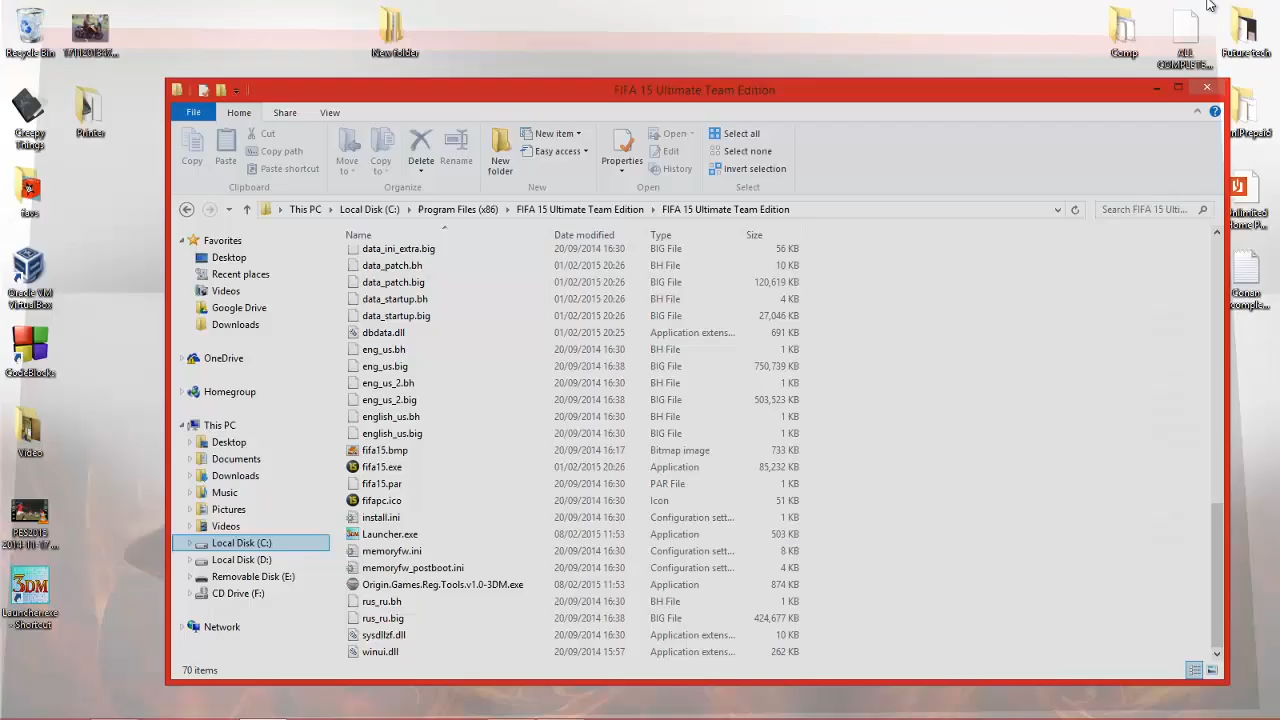 Recycle Bin
New folder
Comp
ALL
COMPLETE...
Future tech
Creepy
Things
Printer
favs
Oracle VM
VirtualBox
CodeBlocks
Video
PES2013
2014-11-17...
Launcher.exe
- Shortcut
Conan
comple...
FIFA 15 Ultimate Team Edition
File
Home
Share
View
Copy
Paste
Cut
Copy path
Paste shortcut
Clipboard
Move
to
Copy
to
Delete
Rename
Organize
New
folder
New item
Easy access
New
Properties
Open
Edit
History
Open
Select all
Select none
Invert selection
Select
This PC
Local Disk (C:)
Program Files (x86)
FIFA 15 Ultimate Team Edition
FIFA 15 Ultimate Team Edition
Search FIFA 15 Ulti...
Favorites
Desktop
Recent places
Videos
Google Drive
Downloads
OneDrive
Homegroup
This PC
Desktop
Documents
Downloads
Music
Pictures
Videos
Local Disk (C:)
Local Disk (D:)
Removable Disk (E:)
CD Drive (F:)
Network
Name Date modified Type Size
data_ini_extra.big 20/09/2014 16:30 BIG File 56 KB
data_patch.bh 01/02/2015 20:26 BH File 10 KB
data_patch.big 01/02/2015 20:26 BIG File 120,619 KB
data_startup.bh 01/02/2015 20:26 BH File 4 KB
data_startup.big 01/02/2015 20:26 BIG File 27,046 KB
dbdata.dll 01/02/2015 20:25 Application extens... 691 KB
eng_us.bh 20/09/2014 16:30 BH File 1 KB
eng_us.big 20/09/2014 16:38 BIG File 750,739 KB
eng_us_2.bh 20/09/2014 16:30 BH File 1 KB
eng_us_2.big 20/09/2014 16:38 BIG File 503,523 KB
english_us.bh 20/09/2014 16:30 BH File 1 KB
english_us.big 20/09/2014 16:30 BIG File 1 KB
fifa15.bmp 20/09/2014 16:17 Bitmap image 733 KB
fifa15.exe 01/02/2015 20:26 Application 85,232 KB
fifa15.par 20/09/2014 16:30 PAR File 1 KB
fifapc.ico 20/09/2014 16:30 Icon 51 KB
install.ini 20/09/2014 16:30 Configuration sett... 1 KB
Launcher.exe 08/02/2015 11:53 Application 503 KB
memoryfw.ini 20/09/2014 16:30 Configuration sett... 8 KB
memoryfw_postboot.ini 20/09/2014 16:30 Configuration sett... 4 KB
Origin.Games.Reg.Tools.v1.0-3DM.exe 08/02/2015 11:53 Application 874 KB
rus_ru.bh 20/09/2014 16:30 BH File 1 KB
rus_ru.big 20/09/2014 16:38 BIG File 424,677 KB
sysdllzf.dll 20/09/2014 16:30 Application extens... 10 KB
winui.dll 20/09/2014 15:57 Application extens... 262 KB
70 items